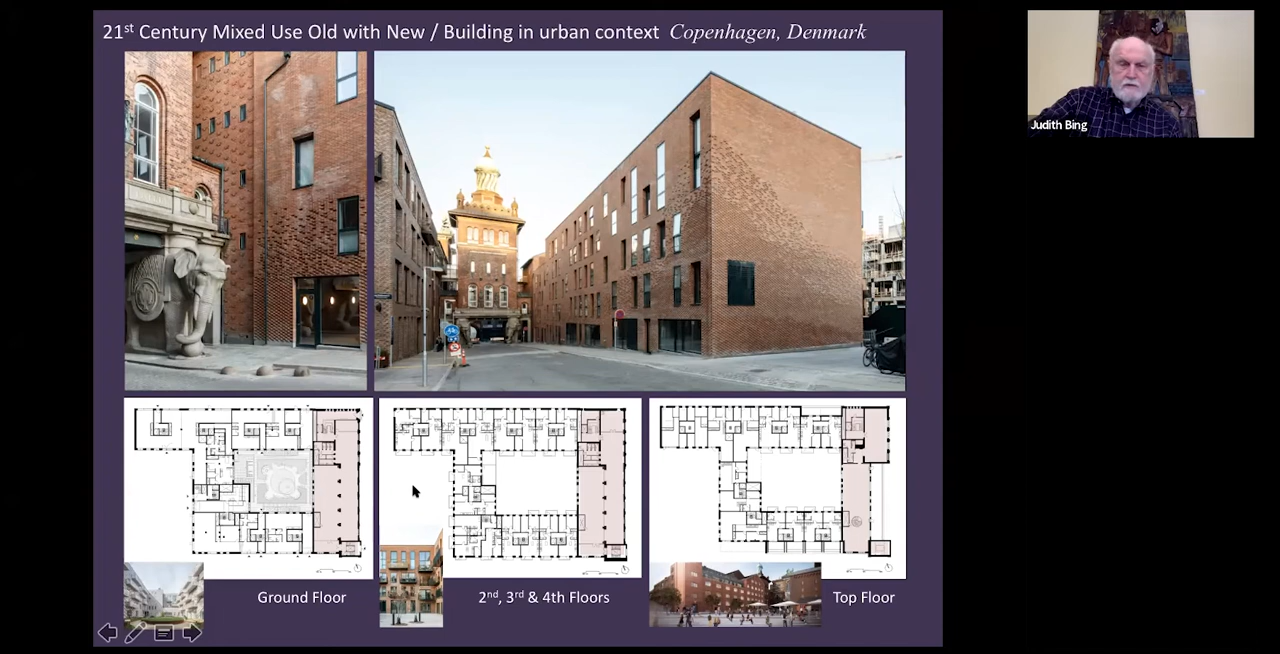 21st Century Mixed Use Old with New / Building in urban context Copenhagen, Denmark
Judith Bing
Ground Floor
2nd, 3rd & 4th Floors
Top Floor